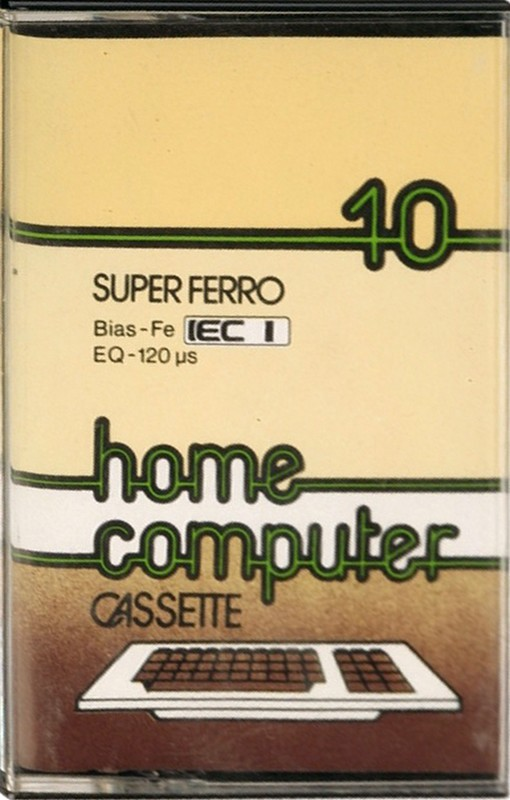 10
SUPER FERRO
Bias-Fe IEC I
EQ-120 µs
home
computer
CASSETTE